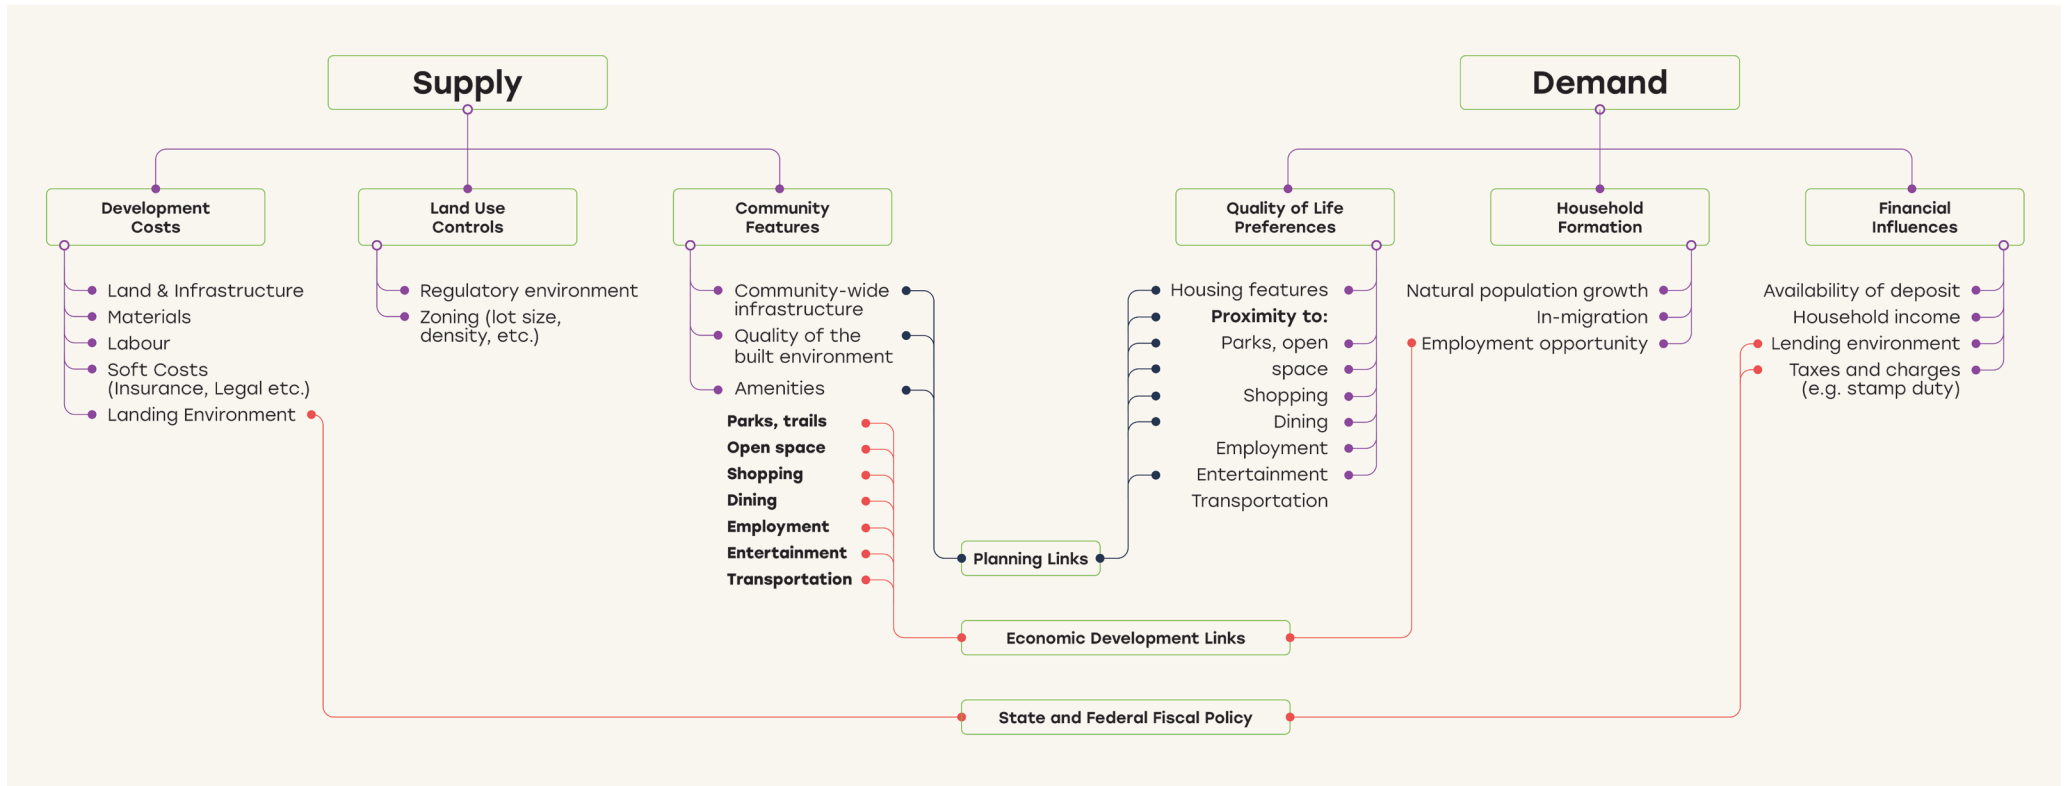 Supply
Demand
Development
Costs
Land Use
Controls
Community
Features
Quality of Life
Preferences
Household
Formation
Financial
Influences
Land & Infrastructure
Materials
Labour
Soft Costs
(Insurance, Legal etc.)
Landing Environment
Regulatory environment
Zoning (lot size,
density, etc.)
Community-wide
infrastructure
Quality of the
built environment
Amenities
Parks, trails
Open space
Shopping
Dining
Employment
Entertainment
Transportation
Housing features
Proximity to:
Parks, open
space
Shopping
Dining
Employment
Entertainment
Transportation
Natural population growth
In-migration
Employment opportunity
Availability of deposit
Household income
Lending environment
Taxes and charges
(e.g. stamp duty)
Planning Links
Economic Development Links
State and Federal Fiscal Policy